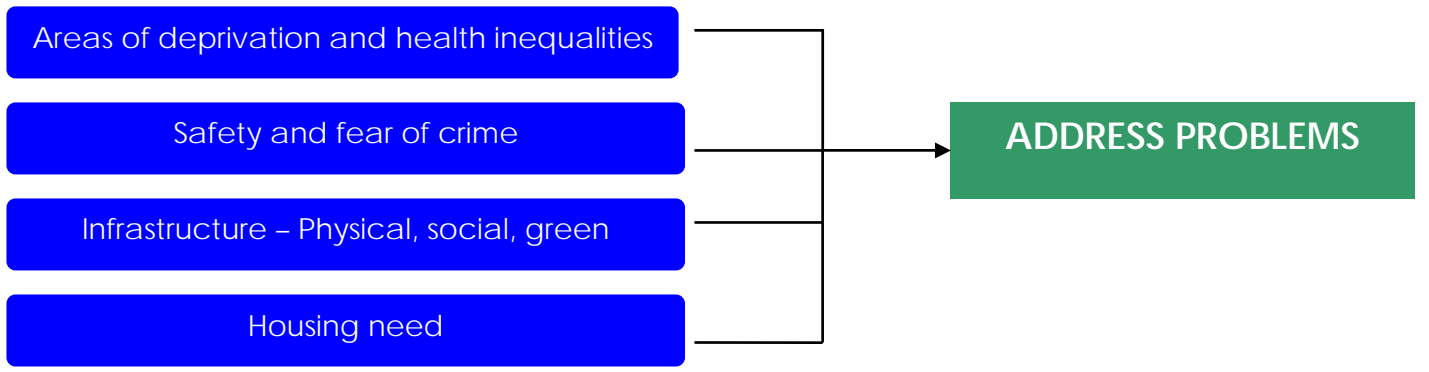 Areas of deprivation and health inequalities
Safety and fear of crime
ADDRESS PROBLEMS
Infrastructure – Physical, social, green
Housing need